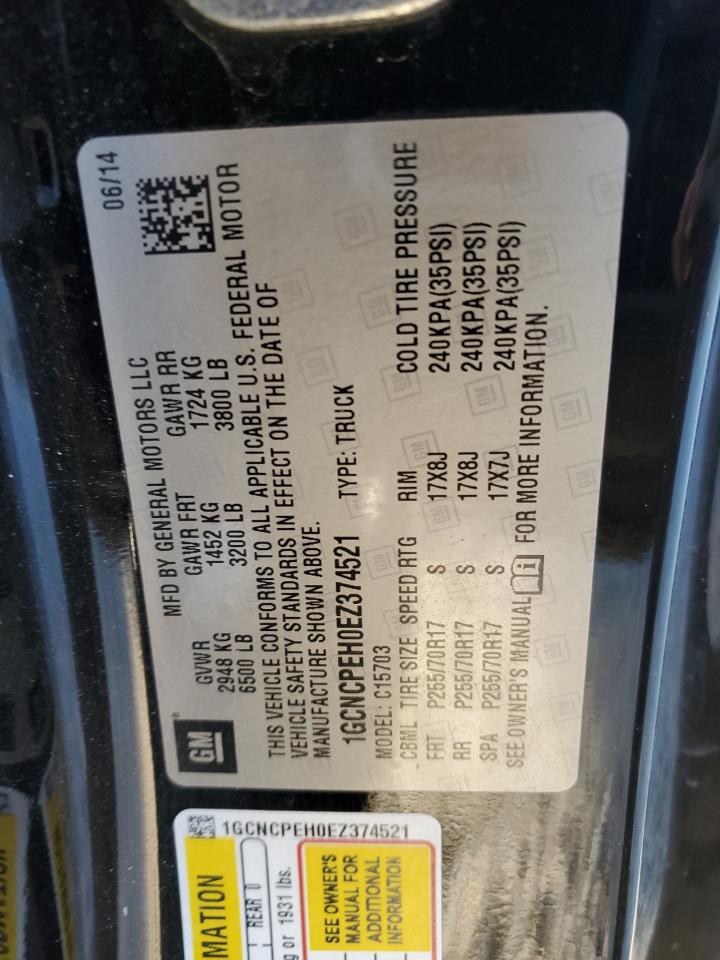 06/14
MFD BY GENERAL MOTORS LLC
GVWR GAWR FRT GAWR RR
2948 KG 1452 KG 1724 KG
6500 LB 3200 LB 3800 LB
GM
THIS VEHICLE CONFORMS TO ALL APPLICABLE U.S. FEDERAL MOTOR
VEHICLE SAFETY STANDARDS IN EFFECT ON THE DATE OF
MANUFACTURE SHOWN ABOVE.
1GCNCPEH0EZ374521 TYPE: TRUCK
MODEL: C15703
CBML TIRE SIZE SPEED RTG RIM COLD TIRE PRESSURE
FRT P255/70R17 S 17X8J 240KPA(35PSI)
RR P255/70R17 S 17X8J 240KPA(35PSI)
SPA P255/70R17 S 17X7J 240KPA(35PSI)
SEE OWNER'S MANUAL FOR MORE INFORMATION.
1GCNCPEH0EZ374521
MATION
REAR 0
g or 1931 lbs.
SEE OWNER'S
MANUAL FOR
ADDITIONAL
INFORMATION